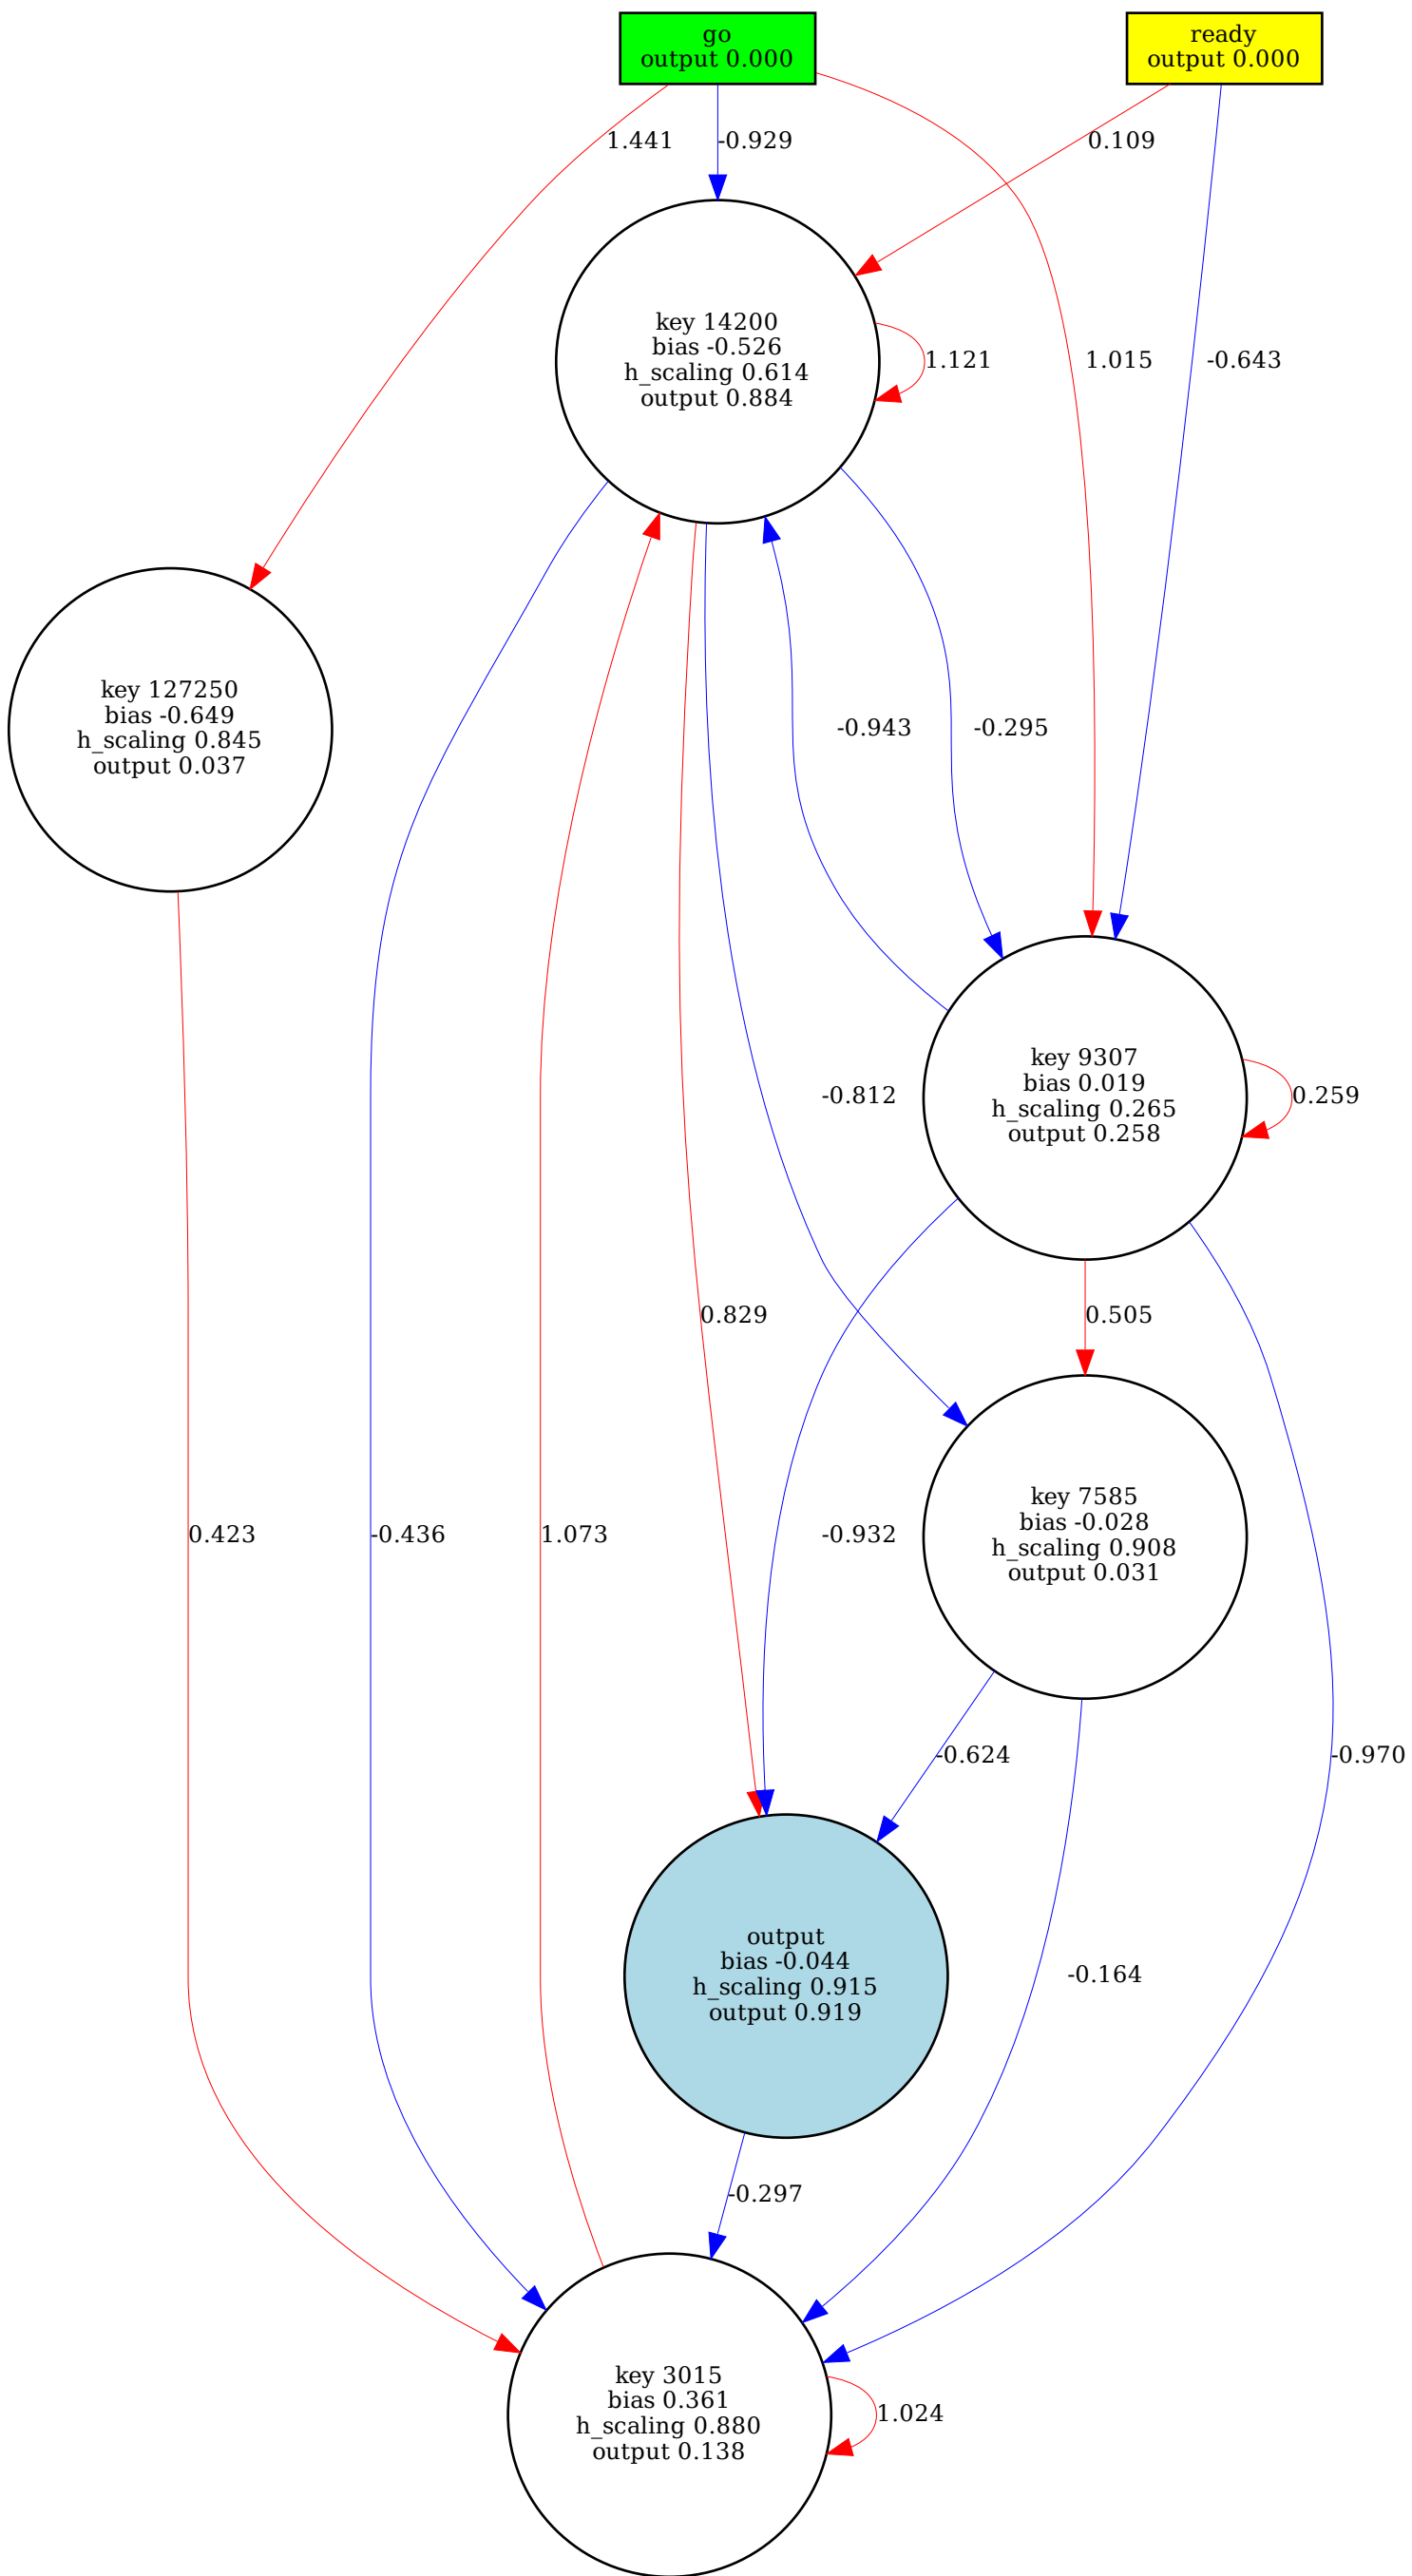 go
output 0.000
ready
output 0.000
1.441
-0.929
0.109
key 14200
bias -0.526
h_scaling 0.614
output 0.884
1.121
1.015
-0.643
key 127250
bias -0.649
h_scaling 0.845
output 0.037
-0.943
-0.295
key 9307
bias 0.019
h_scaling 0.265
output 0.258
-0.812
0.259
0.829
0.505
key 7585
bias -0.028
h_scaling 0.908
output 0.031
0.423
-0.436
1.073
-0.932
-0.624
-0.970
output
bias -0.044
h_scaling 0.915
output 0.919
-0.164
-0.297
key 3015
bias 0.361
h_scaling 0.880
output 0.138
1.024